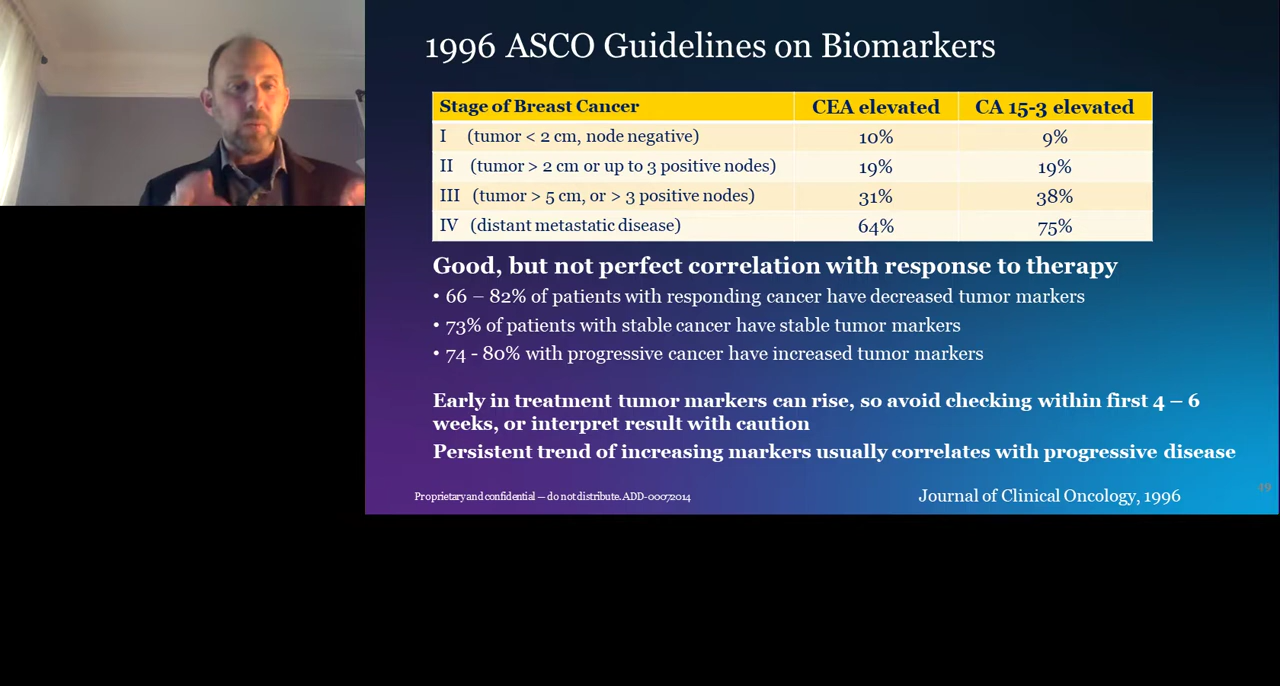 1996 ASCO Guidelines on Biomarkers
Stage of Breast Cancer CEA elevated CA 15-3 elevated
I (tumor < 2 cm, node negative) 10% 9%
II (tumor > 2 cm or up to 3 positive nodes) 19% 19%
III (tumor > 5 cm, or > 3 positive nodes) 31% 38%
IV (distant metastatic disease) 64% 75%
Good, but not perfect correlation with response to therapy
• 66 – 82% of patients with responding cancer have decreased tumor markers
• 73% of patients with stable cancer have stable tumor markers
• 74 - 80% with progressive cancer have increased tumor markers
Early in treatment tumor markers can rise, so avoid checking within first 4 – 6
weeks, or interpret result with caution
Persistent trend of increasing markers usually correlates with progressive disease
Proprietary and confidential — do not distribute. ADD-00072014
Journal of Clinical Oncology, 1996
49